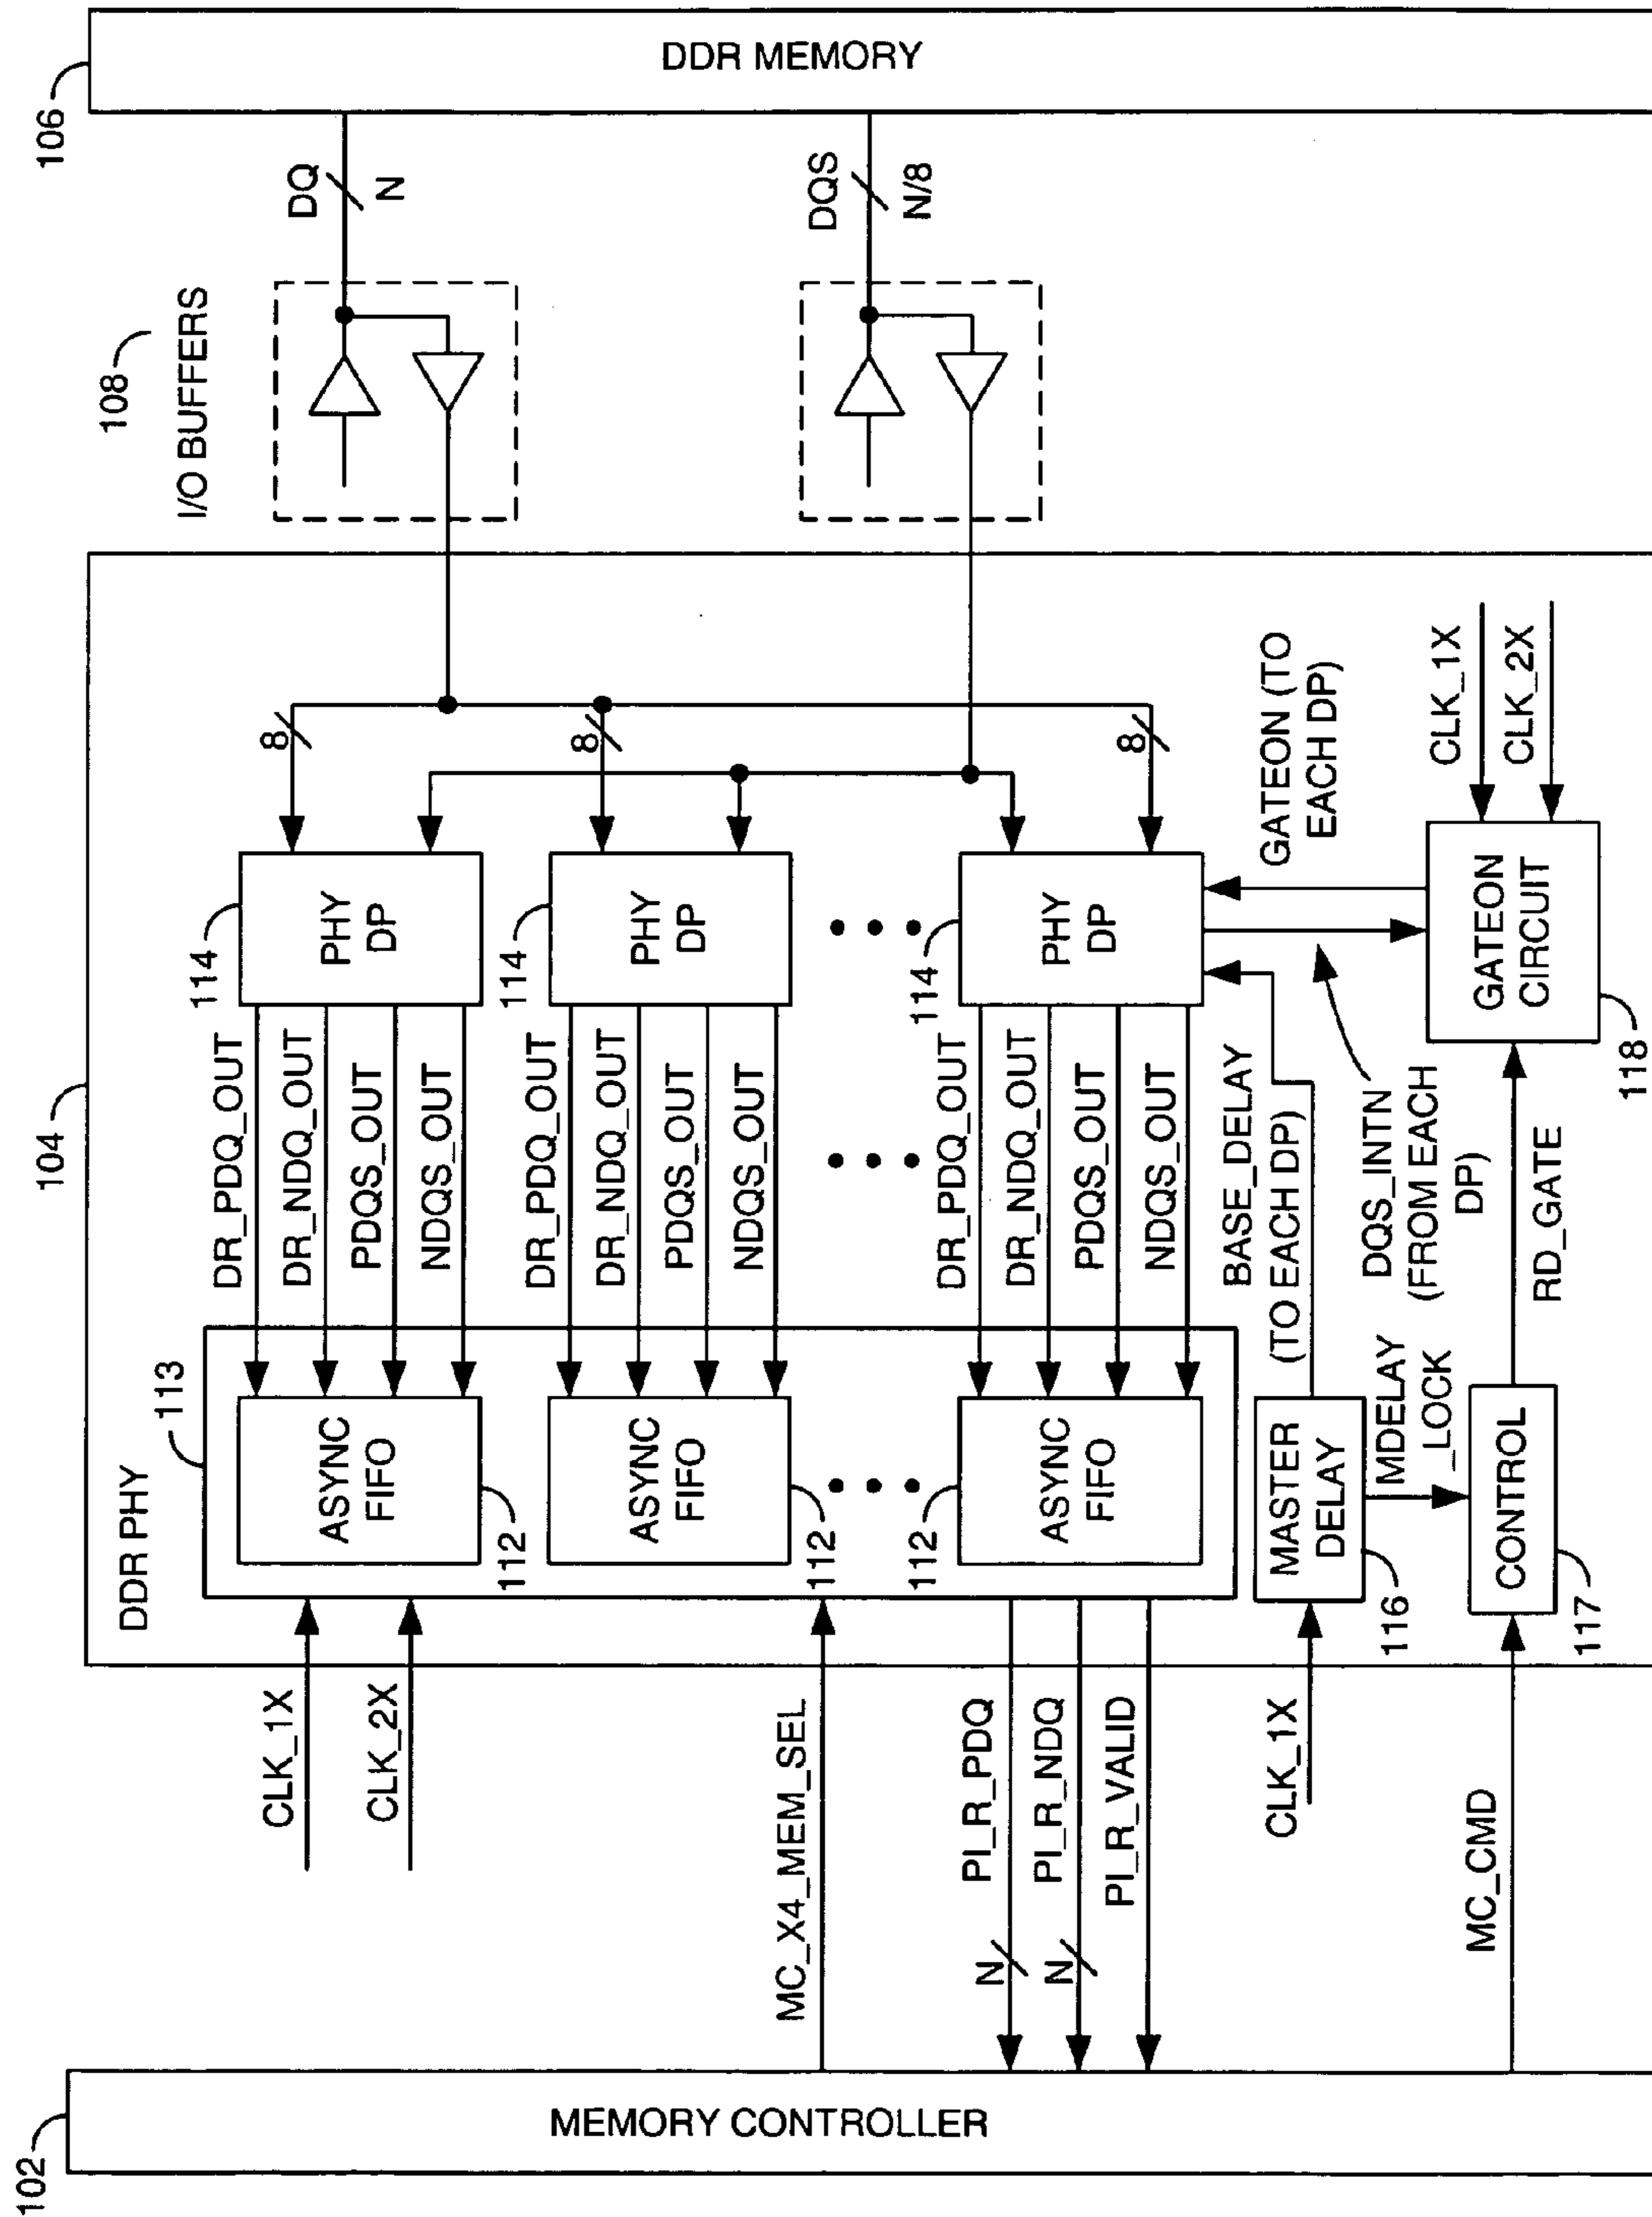 102
MEMORY CONTROLLER
CLK_1X
CLK_2X
MC_X4_MEM_SEL
N
PI_R_PDQ
N
PI_R_NDQ
PI_R_VALID
CLK_1X
MC_CMD
104
DDR PHY
113
ASYNC
FIFO
112
ASYNC
FIFO
112
ASYNC
FIFO
112
MASTER
DELAY
116
MDELAY
_LOCK
CONTROL
117
DR_PDQ_OUT
DR_NDQ_OUT
PDQS_OUT
NDQS_OUT
DR_PDQ_OUT
DR_NDQ_OUT
PDQS_OUT
NDQS_OUT
DR_PDQ_OUT
DR_NDQ_OUT
PDQS_OUT
NDQS_OUT
BASE_DELAY
(TO EACH DP)
DQS_INTN
(FROM EACH
DP)
RD_GATE
114
PHY
DP
114
PHY
DP
114
PHY
DP
8
8
8
GATEON (TO
EACH DP)
GATEON
CIRCUIT
118
CLK_1X
CLK_2X
108
I/O BUFFERS
DQ
N
DQS
N/8
106
DDR MEMORY